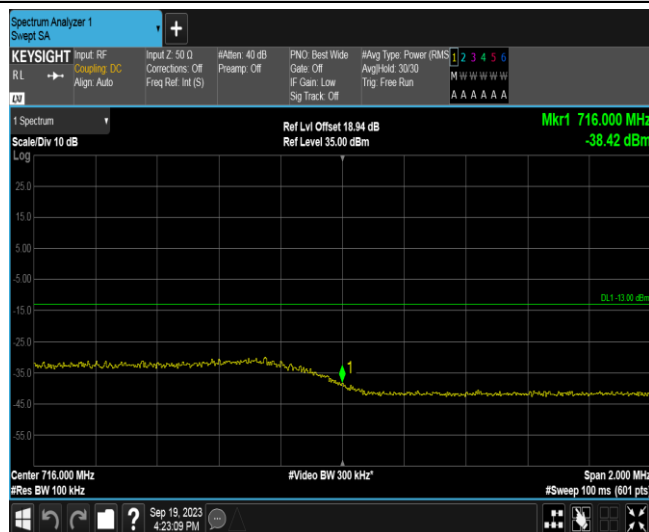 Spectrum Analyzer 1
Swept SA
+
KEYSIGHT Input: RF Input Z: 50 Ω #Atten: 40 dB PNO: Best Wide #Avg Type: Power (RMS 1 2 3 4 5 6
RL Coupling: DC Corrections: Off Preamp: Off Gate: Off Avg|Hold: 30/30 M W W W W W
Align: Auto Freq Ref: Int (S) IF Gain: Low Trig: Free Run
Sig Track: Off A A A A A A
LXI
1 Spectrum Ref Lvl Offset 18.94 dB Mkr1 716.000 MHz
Scale/Div 10 dB Ref Level 35.00 dBm -38.42 dBm
Log
25.0
15.0
5.00
-5.00
DL1 -13.00 dBm
-15.0
-25.0
1
-35.0
-45.0
-55.0
Center 716.000 MHz #Video BW 300 kHz* Span 2.000 MHz
#Res BW 100 kHz #Sweep 100 ms (601 pts)
? Sep 19, 2023
4:23:09 PM